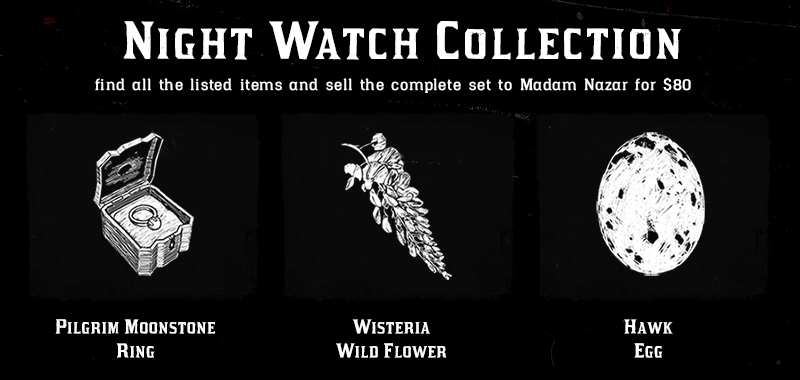 Night Watch Collection
find all the listed items and sell the complete set to Madam Nazar for $80
Pilgrim Moonstone
Ring
Wisteria
Wild Flower
Hawk
Egg